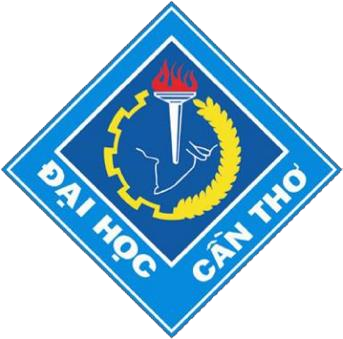 ĐẠI HỌC
CẦN THƠ